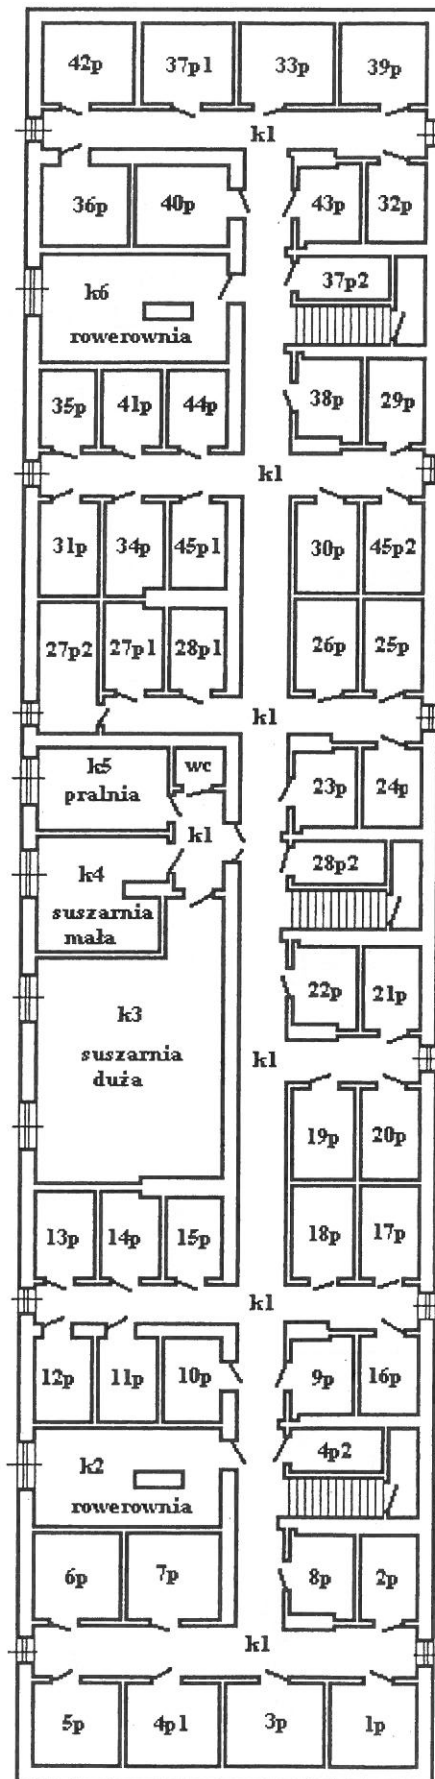 42p 37p1 33p 39p
k1
36p 40p 43p 32p
37p2
k6
rowerownia
35p 41p 44p 38p 29p
k1
31p 34p 45p1 30p 45p2
27p2 27p1 28p1 26p 25p
k1
k5 wc
pralnia
23p 24p
k1
28p2
k4
suszarnia
mała
22p 21p
k3
suszarnia
duża
k1
19p 20p
13p 14p 15p 18p 17p
k1
12p 11p 10p 9p 16p
k2 4p2
rowerownia
6p 7p 8p 2p
k1
5p 4p1 3p 1p